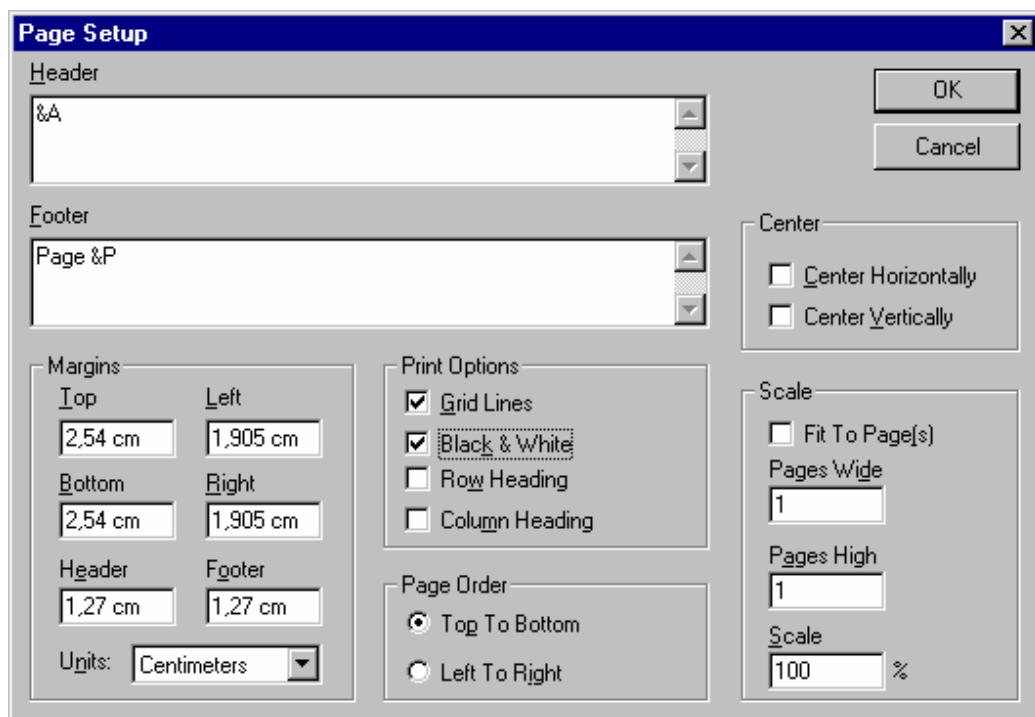 Page Setup
Header
OK
&A
Cancel
Footer
Center
Page &P
Center Horizontally
Center Vertically
Margins
Top Left
2,54 cm 1,905 cm
Bottom Right
2,54 cm 1,905 cm
Header Footer
1,27 cm 1,27 cm
Units: Centimeters
Print Options
Grid Lines
Black & White
Row Heading
Column Heading
Page Order
Top To Bottom
Left To Right
Scale
Fit To Page(s)
Pages Wide
1
Pages High
1
Scale
100 %